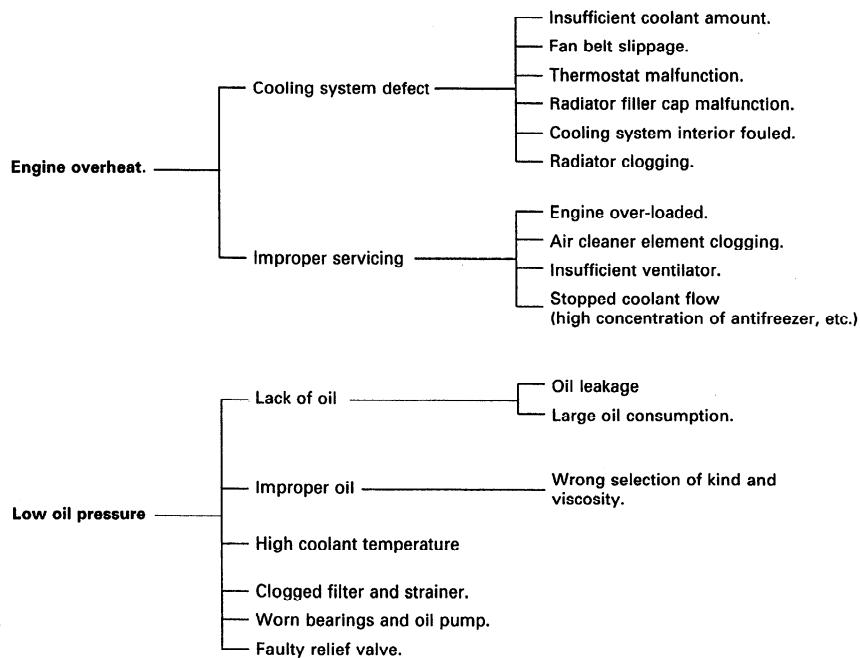 Insufficient coolant amount.
Fan belt slippage.
Thermostat malfunction.
Cooling system defect
Radiator filler cap malfunction.
Cooling system interior fouled.
Radiator clogging.
Engine overheat.
Engine over-loaded.
Air cleaner element clogging.
Improper servicing
Insufficient ventilator.
Stopped coolant flow
(high concentration of antifreezer, etc.)
Oil leakage
Lack of oil
Large oil consumption.
Improper oil
Wrong selection of kind and
viscosity.
Low oil pressure
High coolant temperature
Clogged filter and strainer.
Worn bearings and oil pump.
Faulty relief valve.